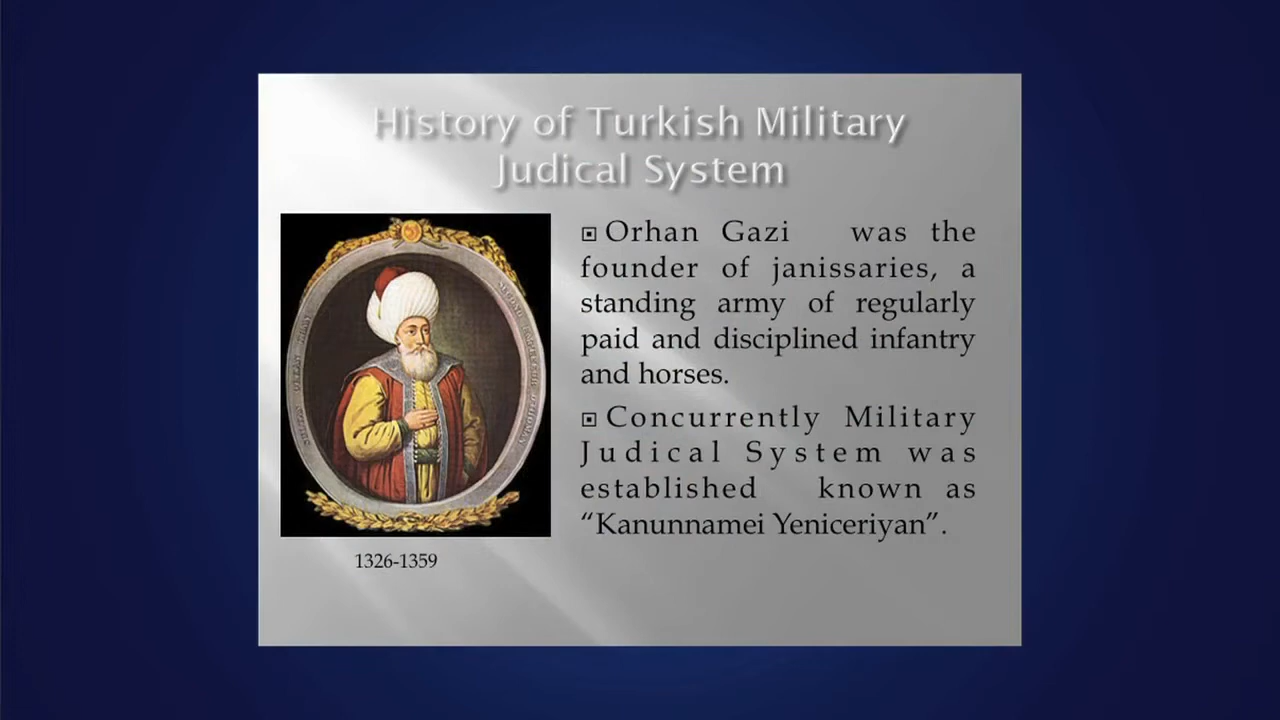 History of Turkish Military
Judical System
Orhan Gazi was the
founder of janissaries, a
standing army of regularly
paid and disciplined infantry
and horses.
Concurrently Military
Judical System was
established known as
“Kanunnamei Yeniceriyan”.
1326-1359